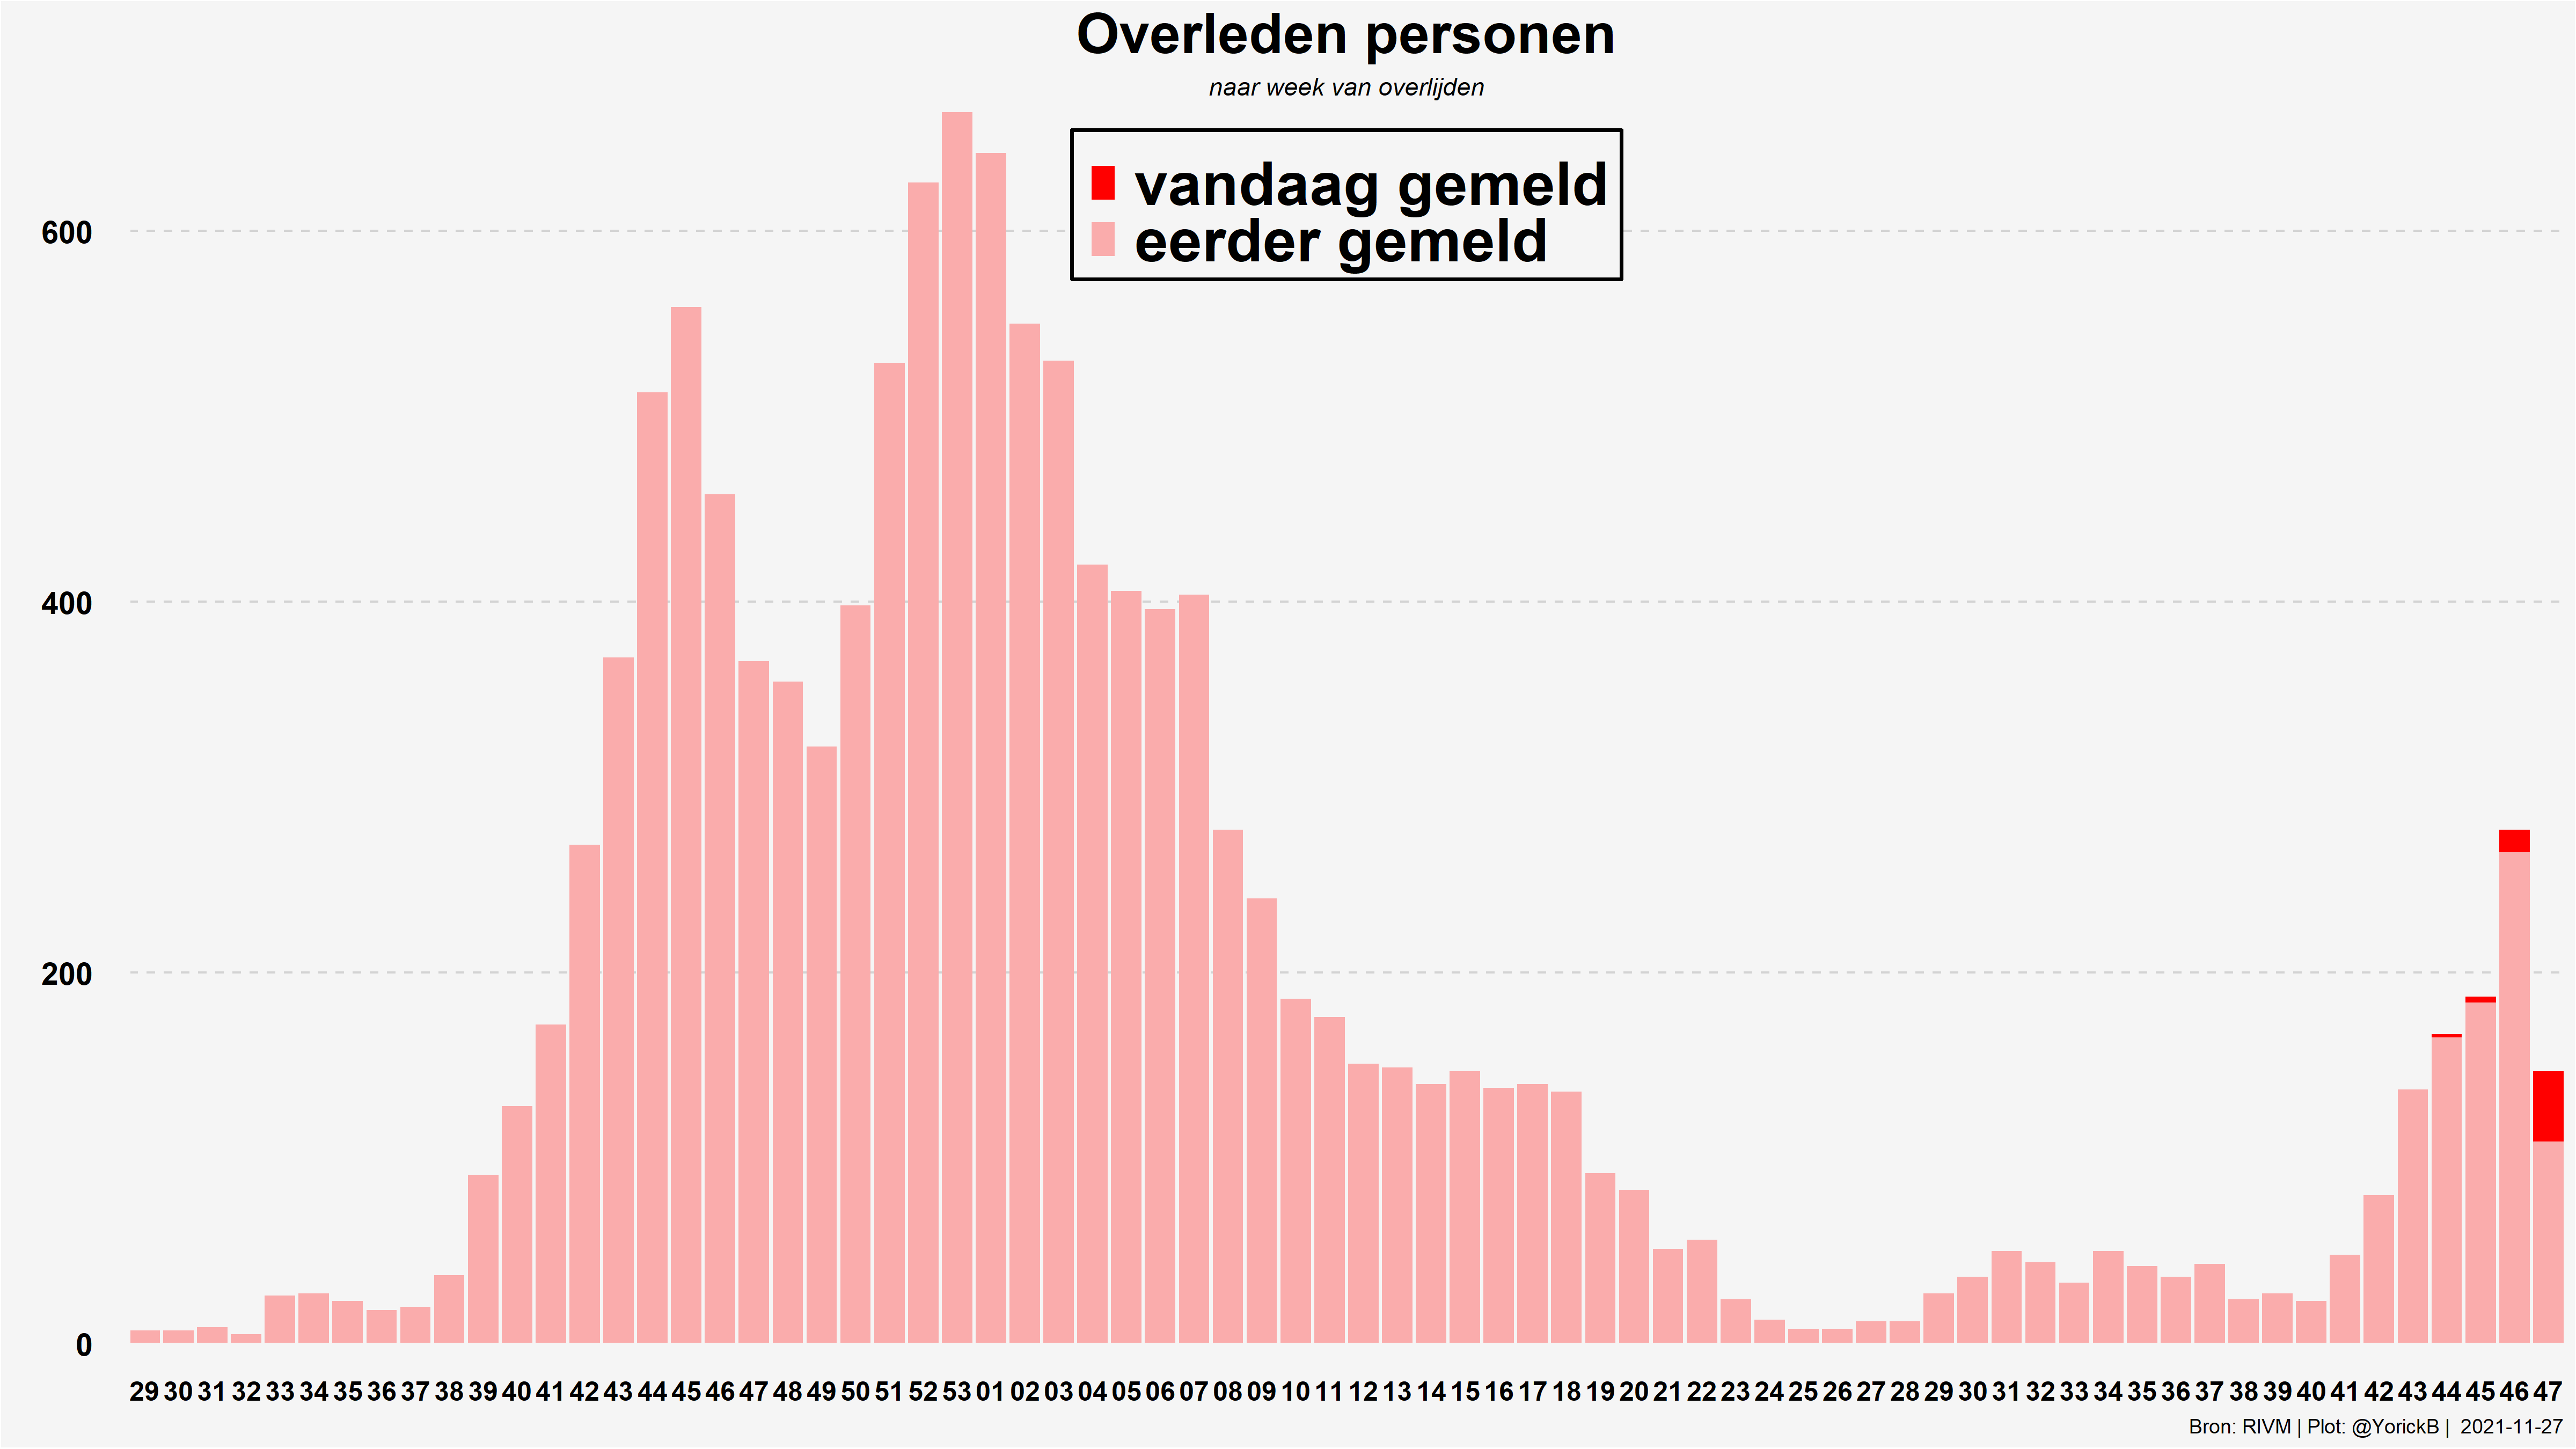 Overleden personen
naar week van overlijden
vandaag gemeld
eerder gemeld
600
400
200
0
29 30 31 32 33 34 35 36 37 38 39 40 41 42 43 44 45 46 47 48 49 50 51 52 53 01 02 03 04 05 06 07 08 09 10 11 12 13 14 15 16 17 18 19 20 21 22 23 24 25 26 27 28 29 30 31 32 33 34 35 36 37 38 39 40 41 42 43 44 45 46 47
Bron: RIVM | Plot: @YorickB | 2021-11-27